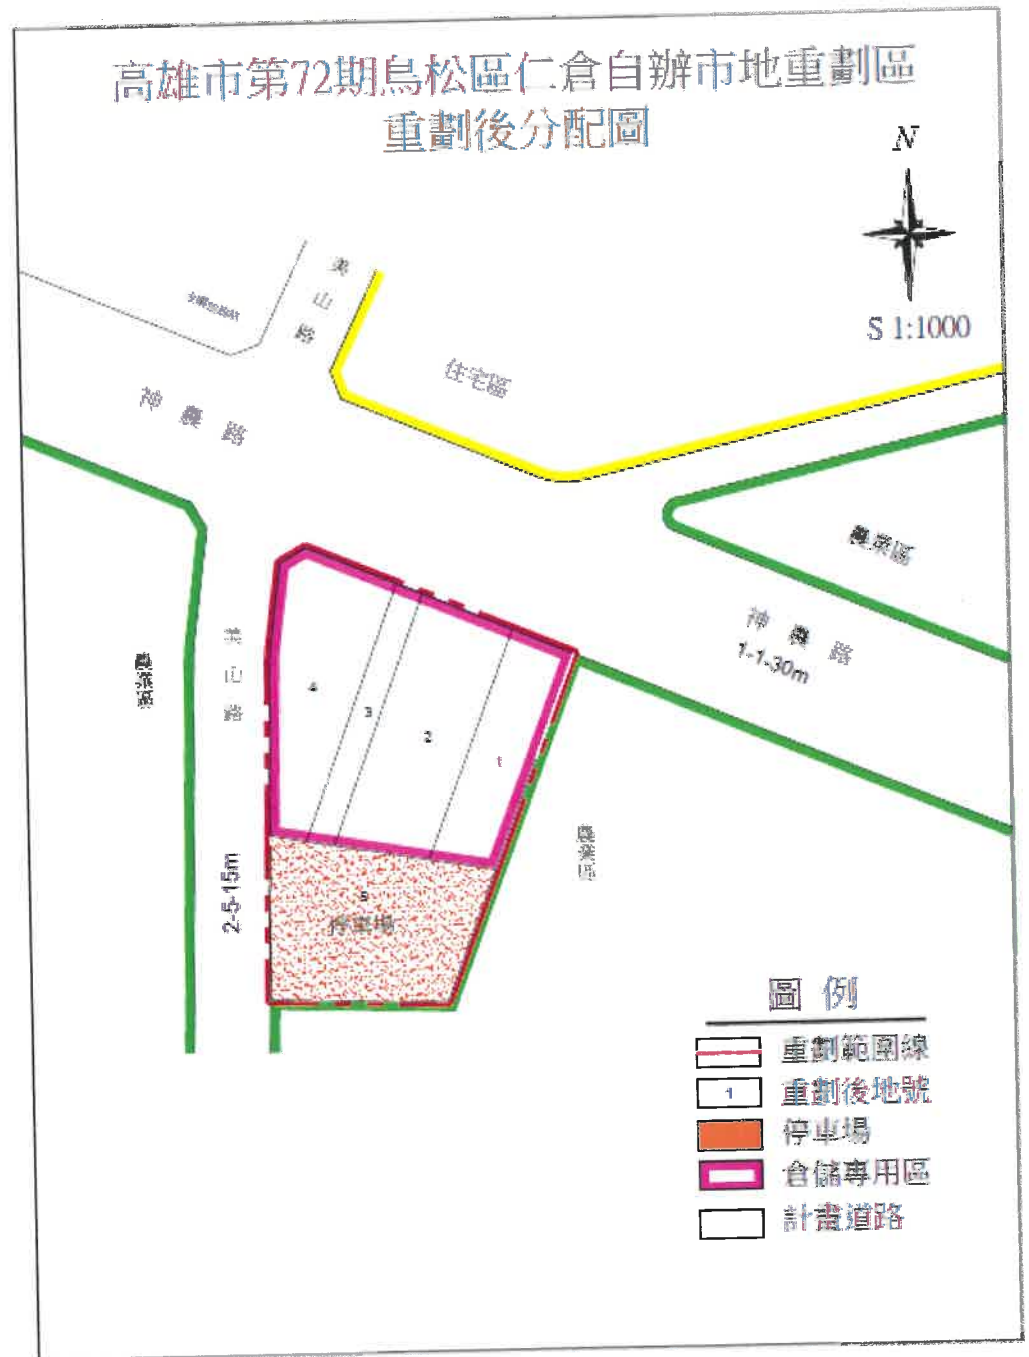 高雄市第72期鳥松區仁倉自辦市地重劃區
重劃後分配圖
N
S 1:1000
美山路
住宅區
神農路
農業區
神農路
1-1-30m
美山路
農業區
4
3
2
1
農業區
2-5-15m
5
停車場
圖例
重劃範圍線
1 重劃後地號
停車場
倉儲專用區
計畫道路